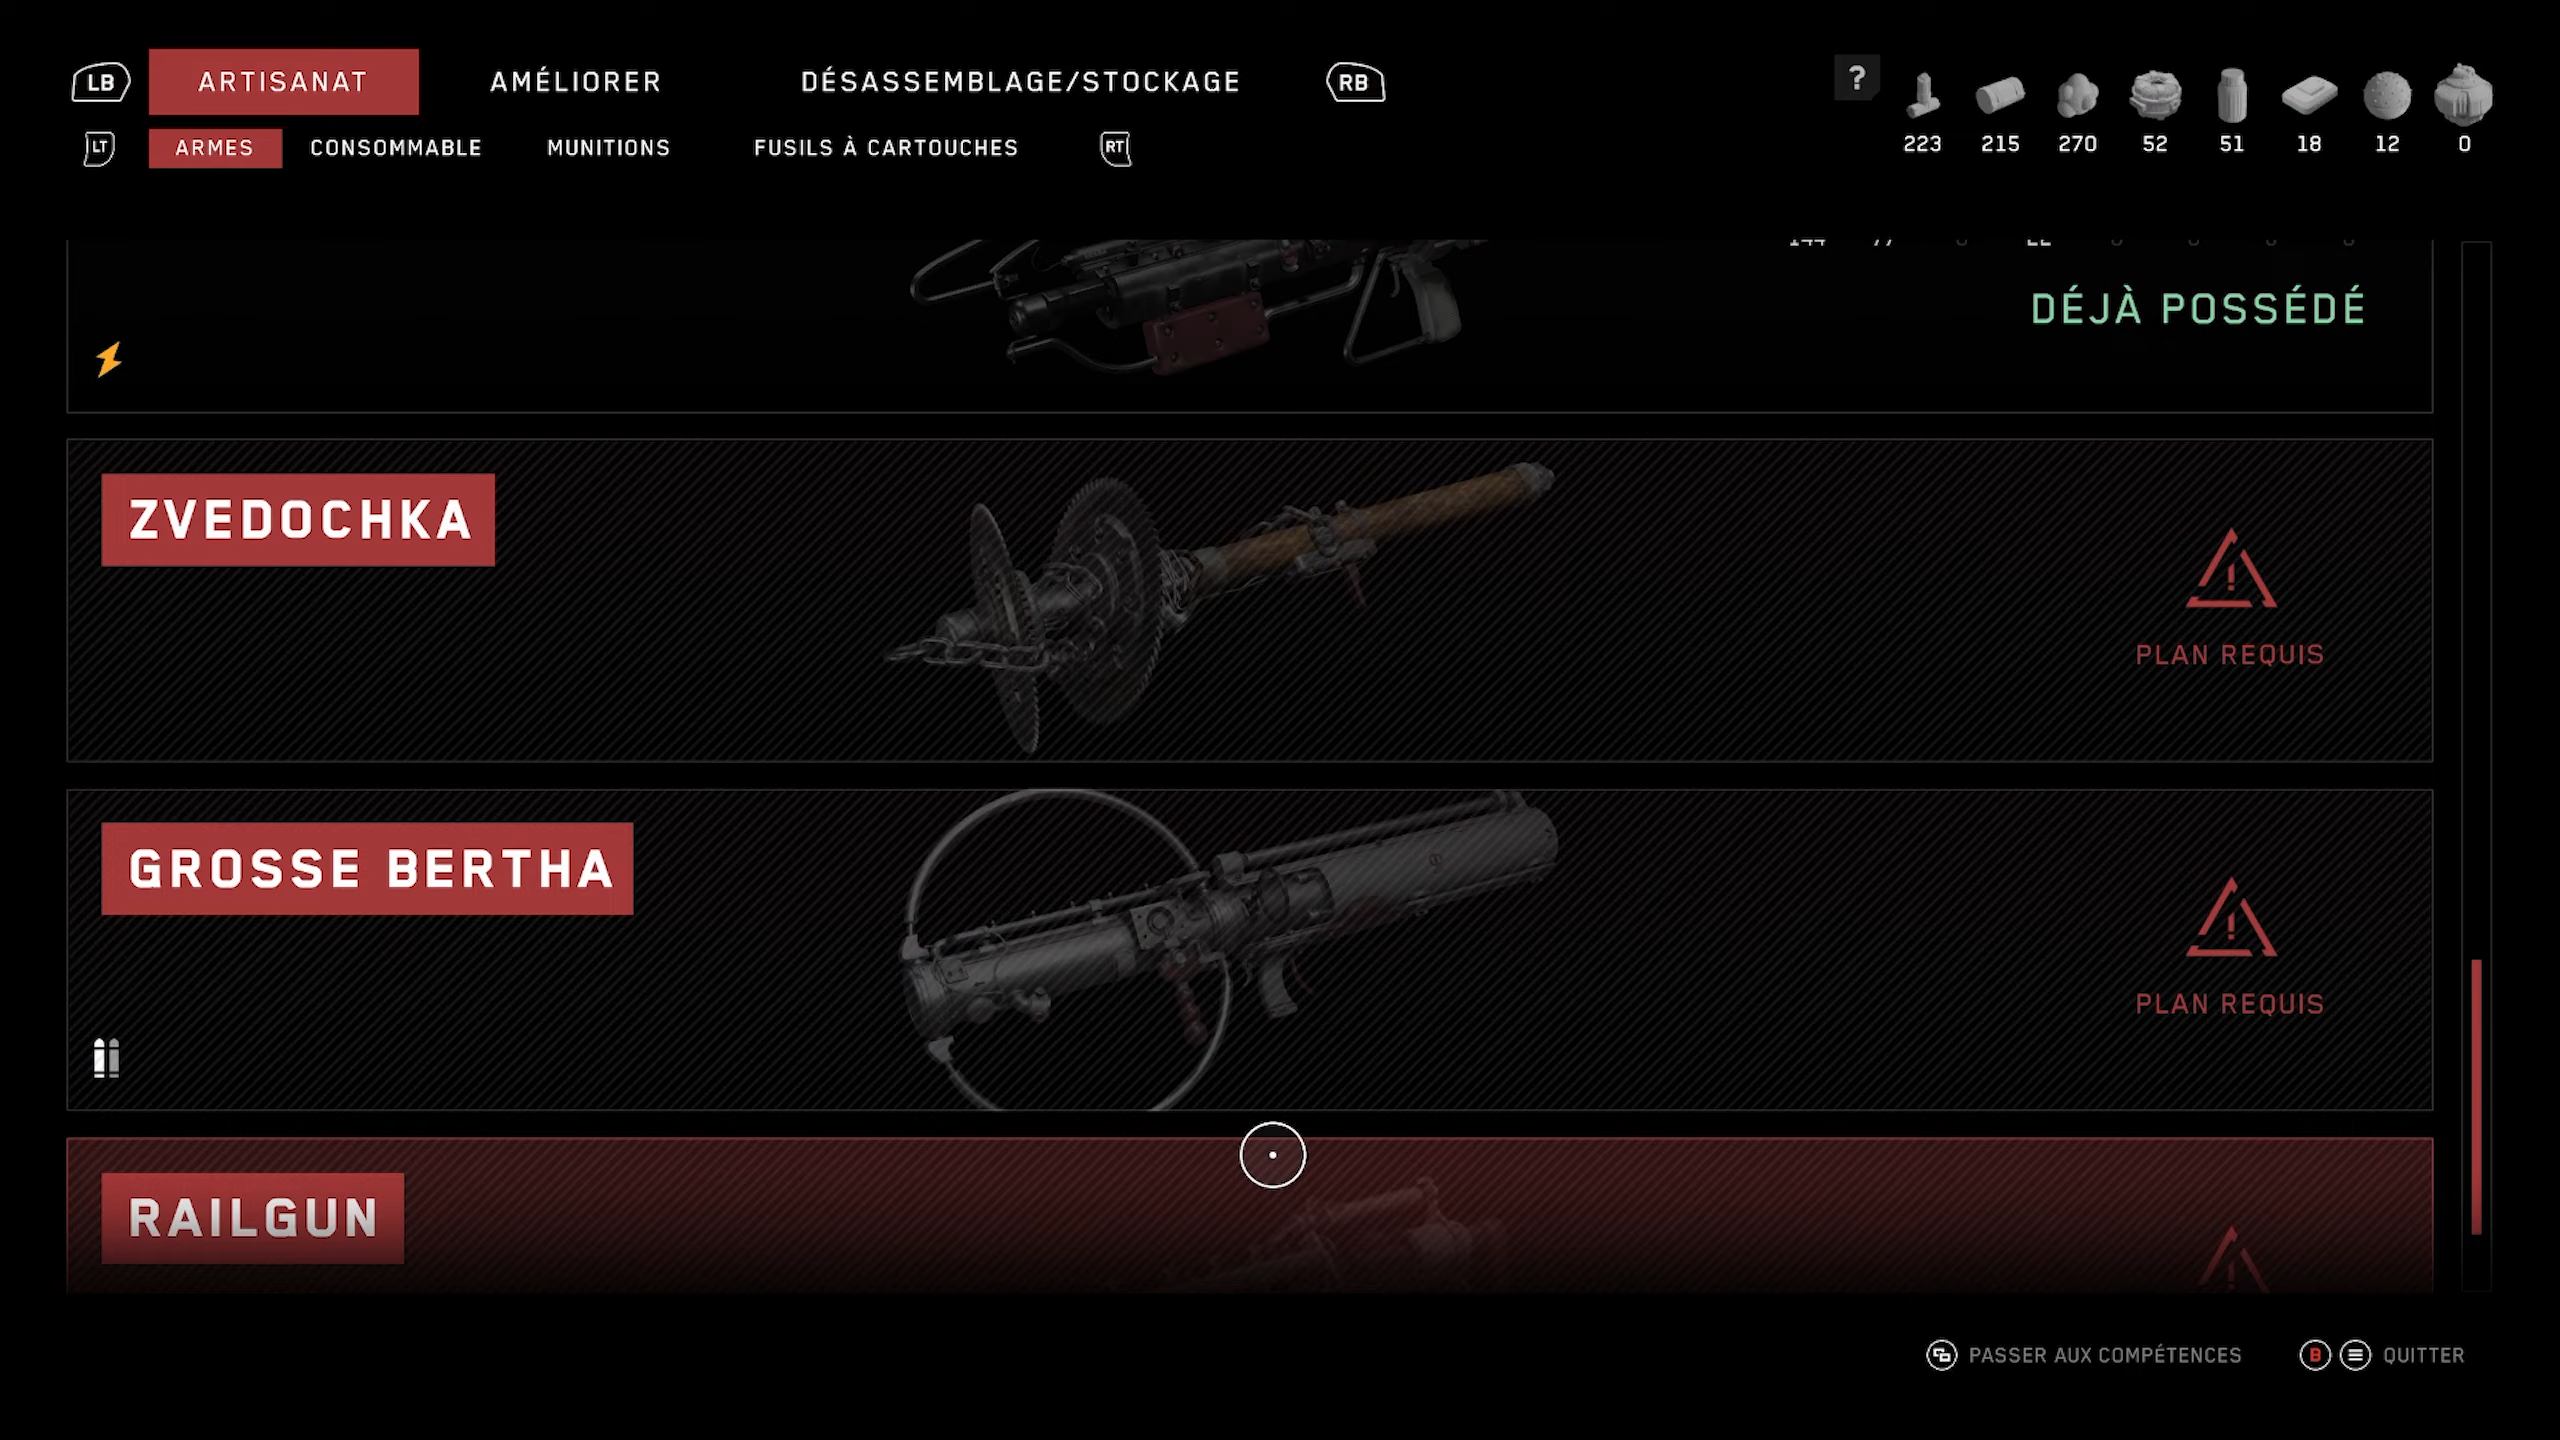 LB ARTISANAT AMÉLIORER DÉSASSEMBLAGE/STOCKAGE RB ?
LT ARMES CONSOMMABLE MUNITIONS FUSILS À CARTOUCHES RT
223 215 270 52 51 18 12 0
DÉJÀ POSSÉDÉ
ZVEDOCHKA
PLAN REQUIS
GROSSE BERTHA
PLAN REQUIS
RAILGUN
PASSER AUX COMPÉTENCES B QUITTER